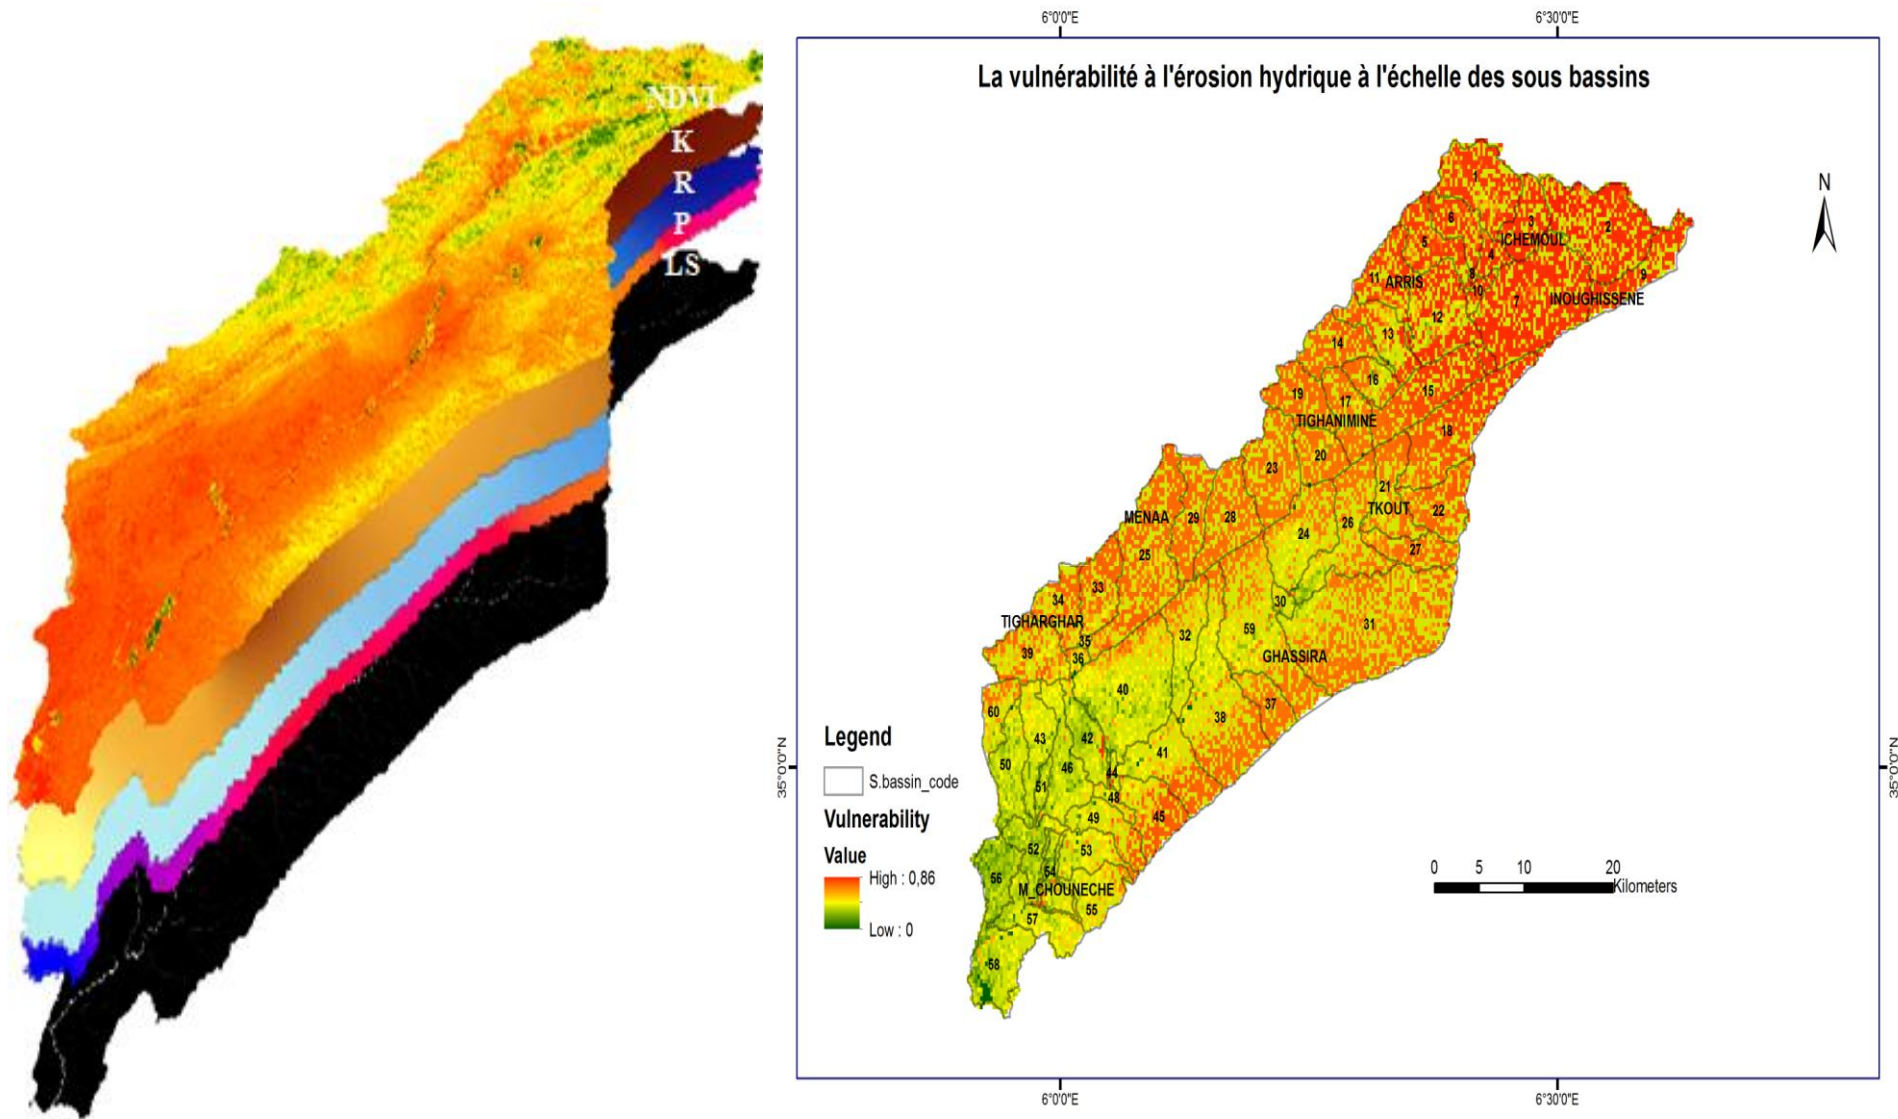 NDVI
K
R
P
LS
6°0'0"E
6°30'0"E
La vulnérabilité à l'érosion hydrique à l'échelle des sous bassins
N
1
2
3
6
ICHEMOUL
5
4
9
8
11
ARRIS
10
7
INOUGHISSENE
12
13
14
16
15
19
17
TIGHANIMINE
18
20
23
21
TKOUT
22
MENAA
29
28
26
24
27
25
33
34
30
TIGHARGHAR
31
32
59
35
39
36
GHASSIRA
40
37
60
38
43
42
41
50
46
44
51
48
49
45
52
53
54
56
M_CHOUNECHE
55
57
58
35°0'0"N
35°0'0"N
Legend
S.bassin_code
Vulnerability
Value
High : 0,86
Low : 0
0 5 10 20
Kilometers
6°0'0"E
6°30'0"E